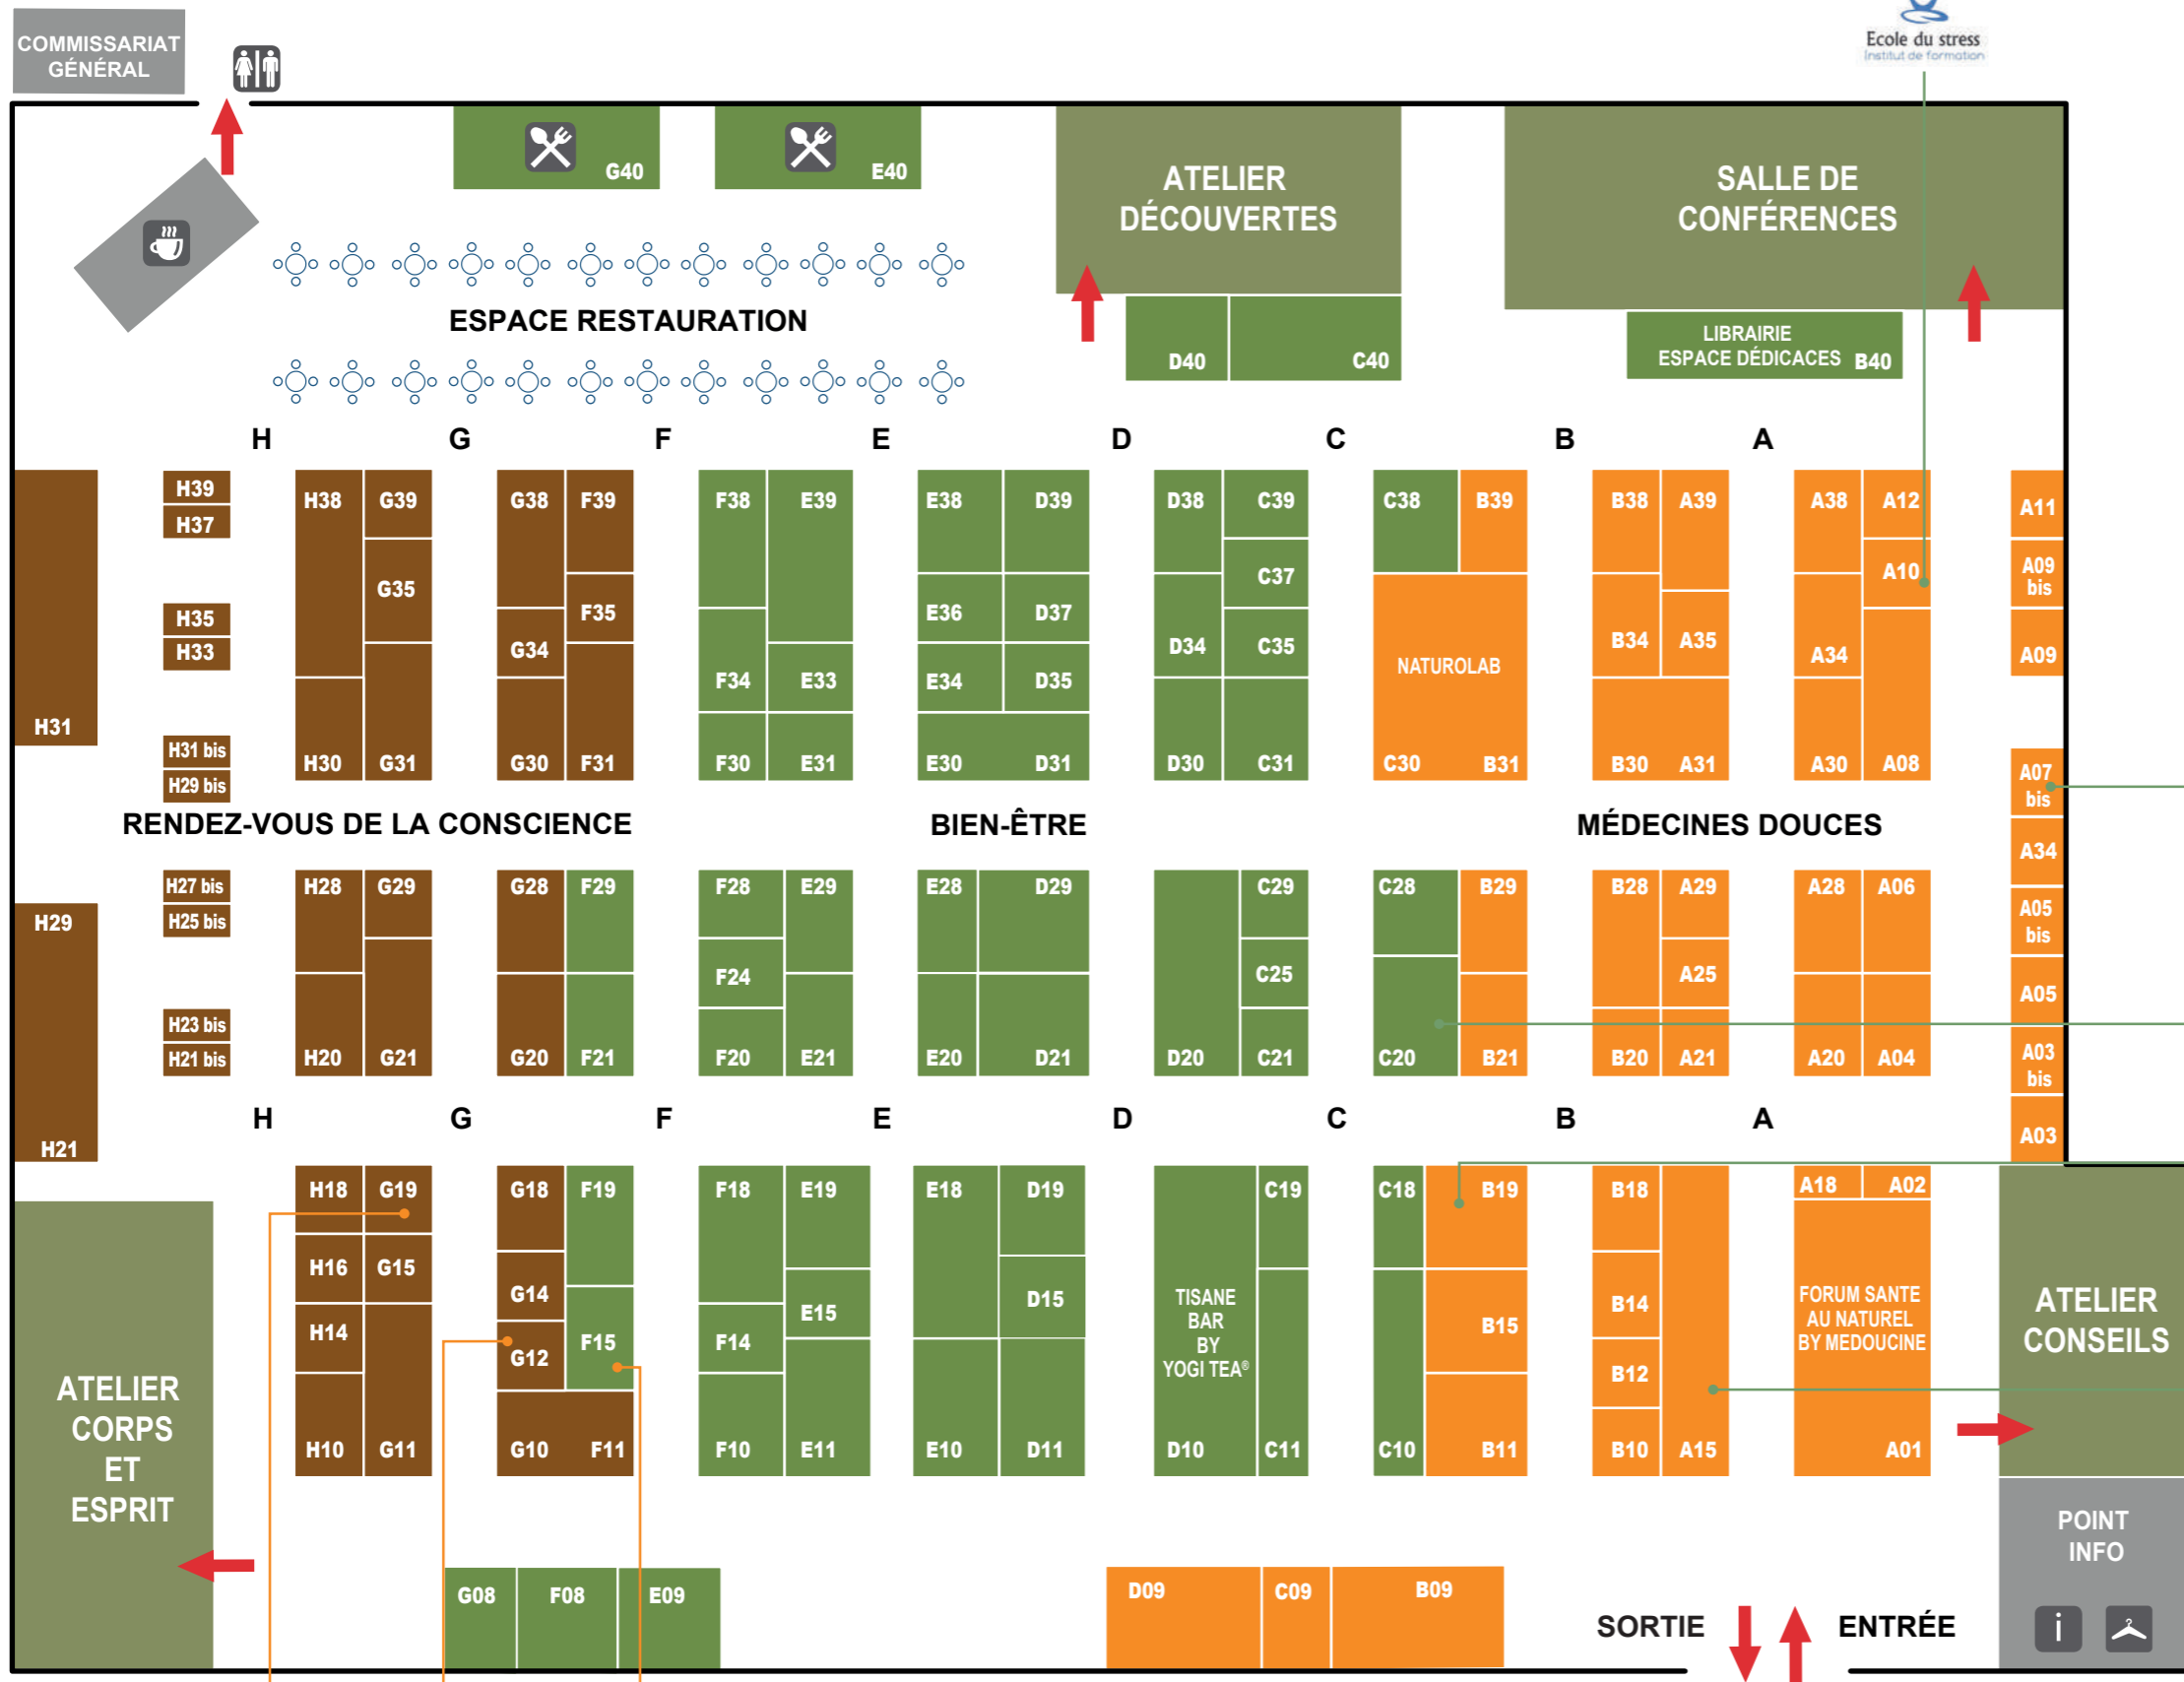 Ecole du stress
Institut de formation
COMMISSARIAT
GÉNÉRAL
G40
E40
ATELIER
DÉCOUVERTES
SALLE DE
CONFÉRENCES
ESPACE RESTAURATION
D40
C40
LIBRAIRIE
ESPACE DÉDICACES B40
H G F E D C B A
H39
H37
H35
H33
H31
H31 bis
H29 bis
H38
G39
G35
H30
G31
G38
F39
F35
G34
G30
F31
F38
E39
F34
E33
F30
E31
E38
D39
E36
D37
E34
D35
E30
D31
D38
C39
C37
D34
C35
D30
C31
C38
B39
NATUROLAB
C30
B31
B38
A39
B34
A35
B30
A31
A38
A12
A10
A34
A30
A08
A11
A09
bis
A09
A07
bis
A34
A05
bis
A05
A03
bis
A03
RENDEZ-VOUS DE LA CONSCIENCE
BIEN-ÊTRE
MÉDECINES DOUCES
H29
H21
H27 bis
H25 bis
H23 bis
H21 bis
H28
G29
H20
G21
G28
F29
G20
F21
F28
E29
F24
F20
E21
E28
D29
E20
D21
C29
C25
D20
C21
C28
B29
C20
B21
B28
A29
A25
B20
A21
A28
A06
A20
A04
H G F E D C B A
H18
G19
H16
G15
H14
H10
G11
G18
F19
G14
F15
G12
G10
F11
F18
E19
E15
F14
F10
E11
E18
D19
D15
E10
D11
C19
TISANE
BAR
BY
YOGI TEA®
D10
C11
C18
B19
B15
C10
B11
B18
B14
B12
B10
A15
A18
A02
FORUM SANTE
AU NATUREL
BY MEDOUCINE
A01
ATELIER
CONSEILS
ATELIER
CORPS
ET
ESPRIT
G08
F08
E09
D09
C09
B09
SORTIE
ENTRÉE
POINT
INFO
i